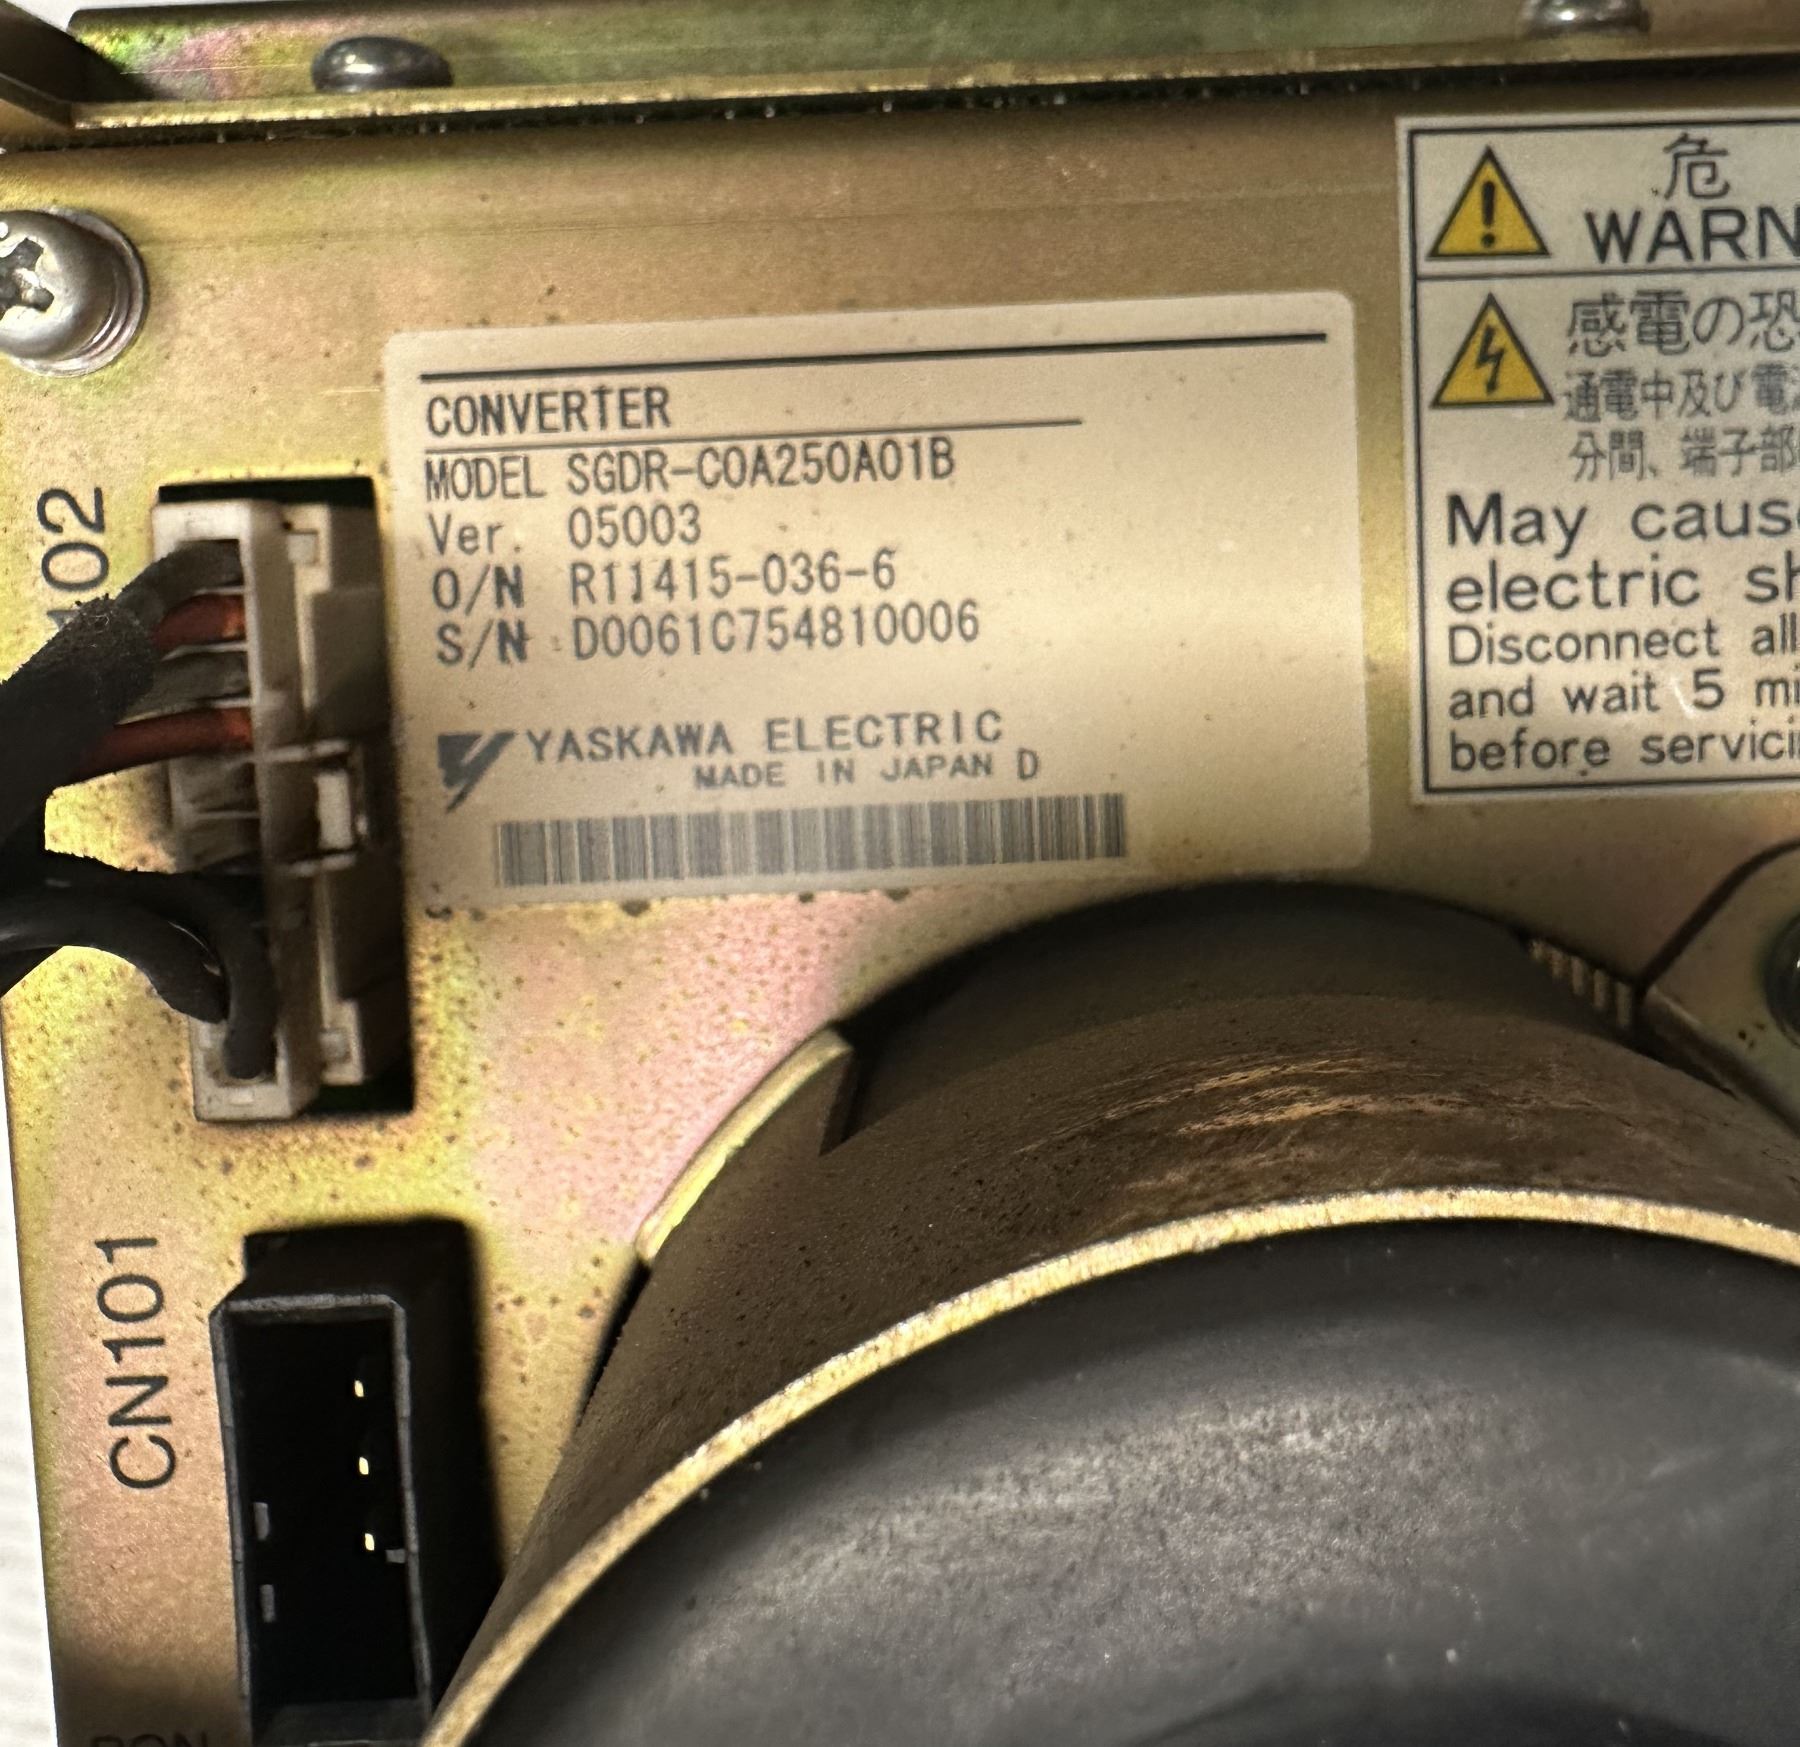 危
WARN
感電の恐
通電中及び電
分間、端子部
May caus
electric sh
Disconnect all
and wait 5 mi
before servici
CONVERTER
MODEL SGDR-COA250A01B
Ver. 05003
O/N R11415-036-6
S/N D0061C754810006
YASKAWA ELECTRIC
MADE IN JAPAN D
102
CN101